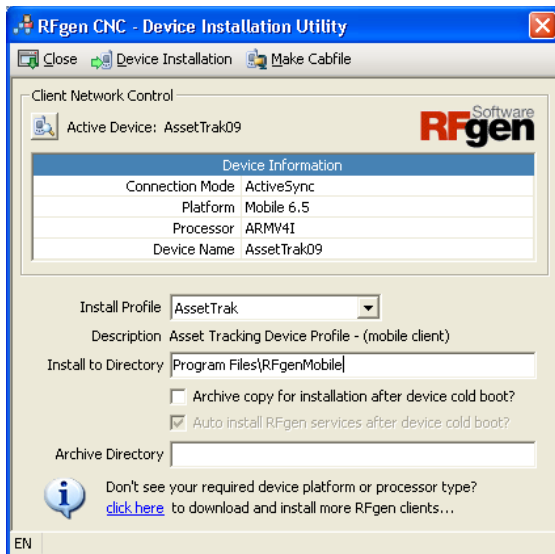 RFgen CNC - Device Installation Utility
Close Device Installation Make Cabfile
Client Network Control
Active Device: AssetTrak09
RFgen Software
Device Information
Connection Mode ActiveSync
Platform Mobile 6.5
Processor ARMV4I
Device Name AssetTrak09
Install Profile AssetTrak
Description Asset Tracking Device Profile - (mobile client)
Install to Directory Program Files\RFgenMobile
Archive copy for installation after device cold boot?
Auto install RFgen services after device cold boot?
Archive Directory
Don't see your required device platform or processor type?
click here to download and install more RFgen clients...
EN